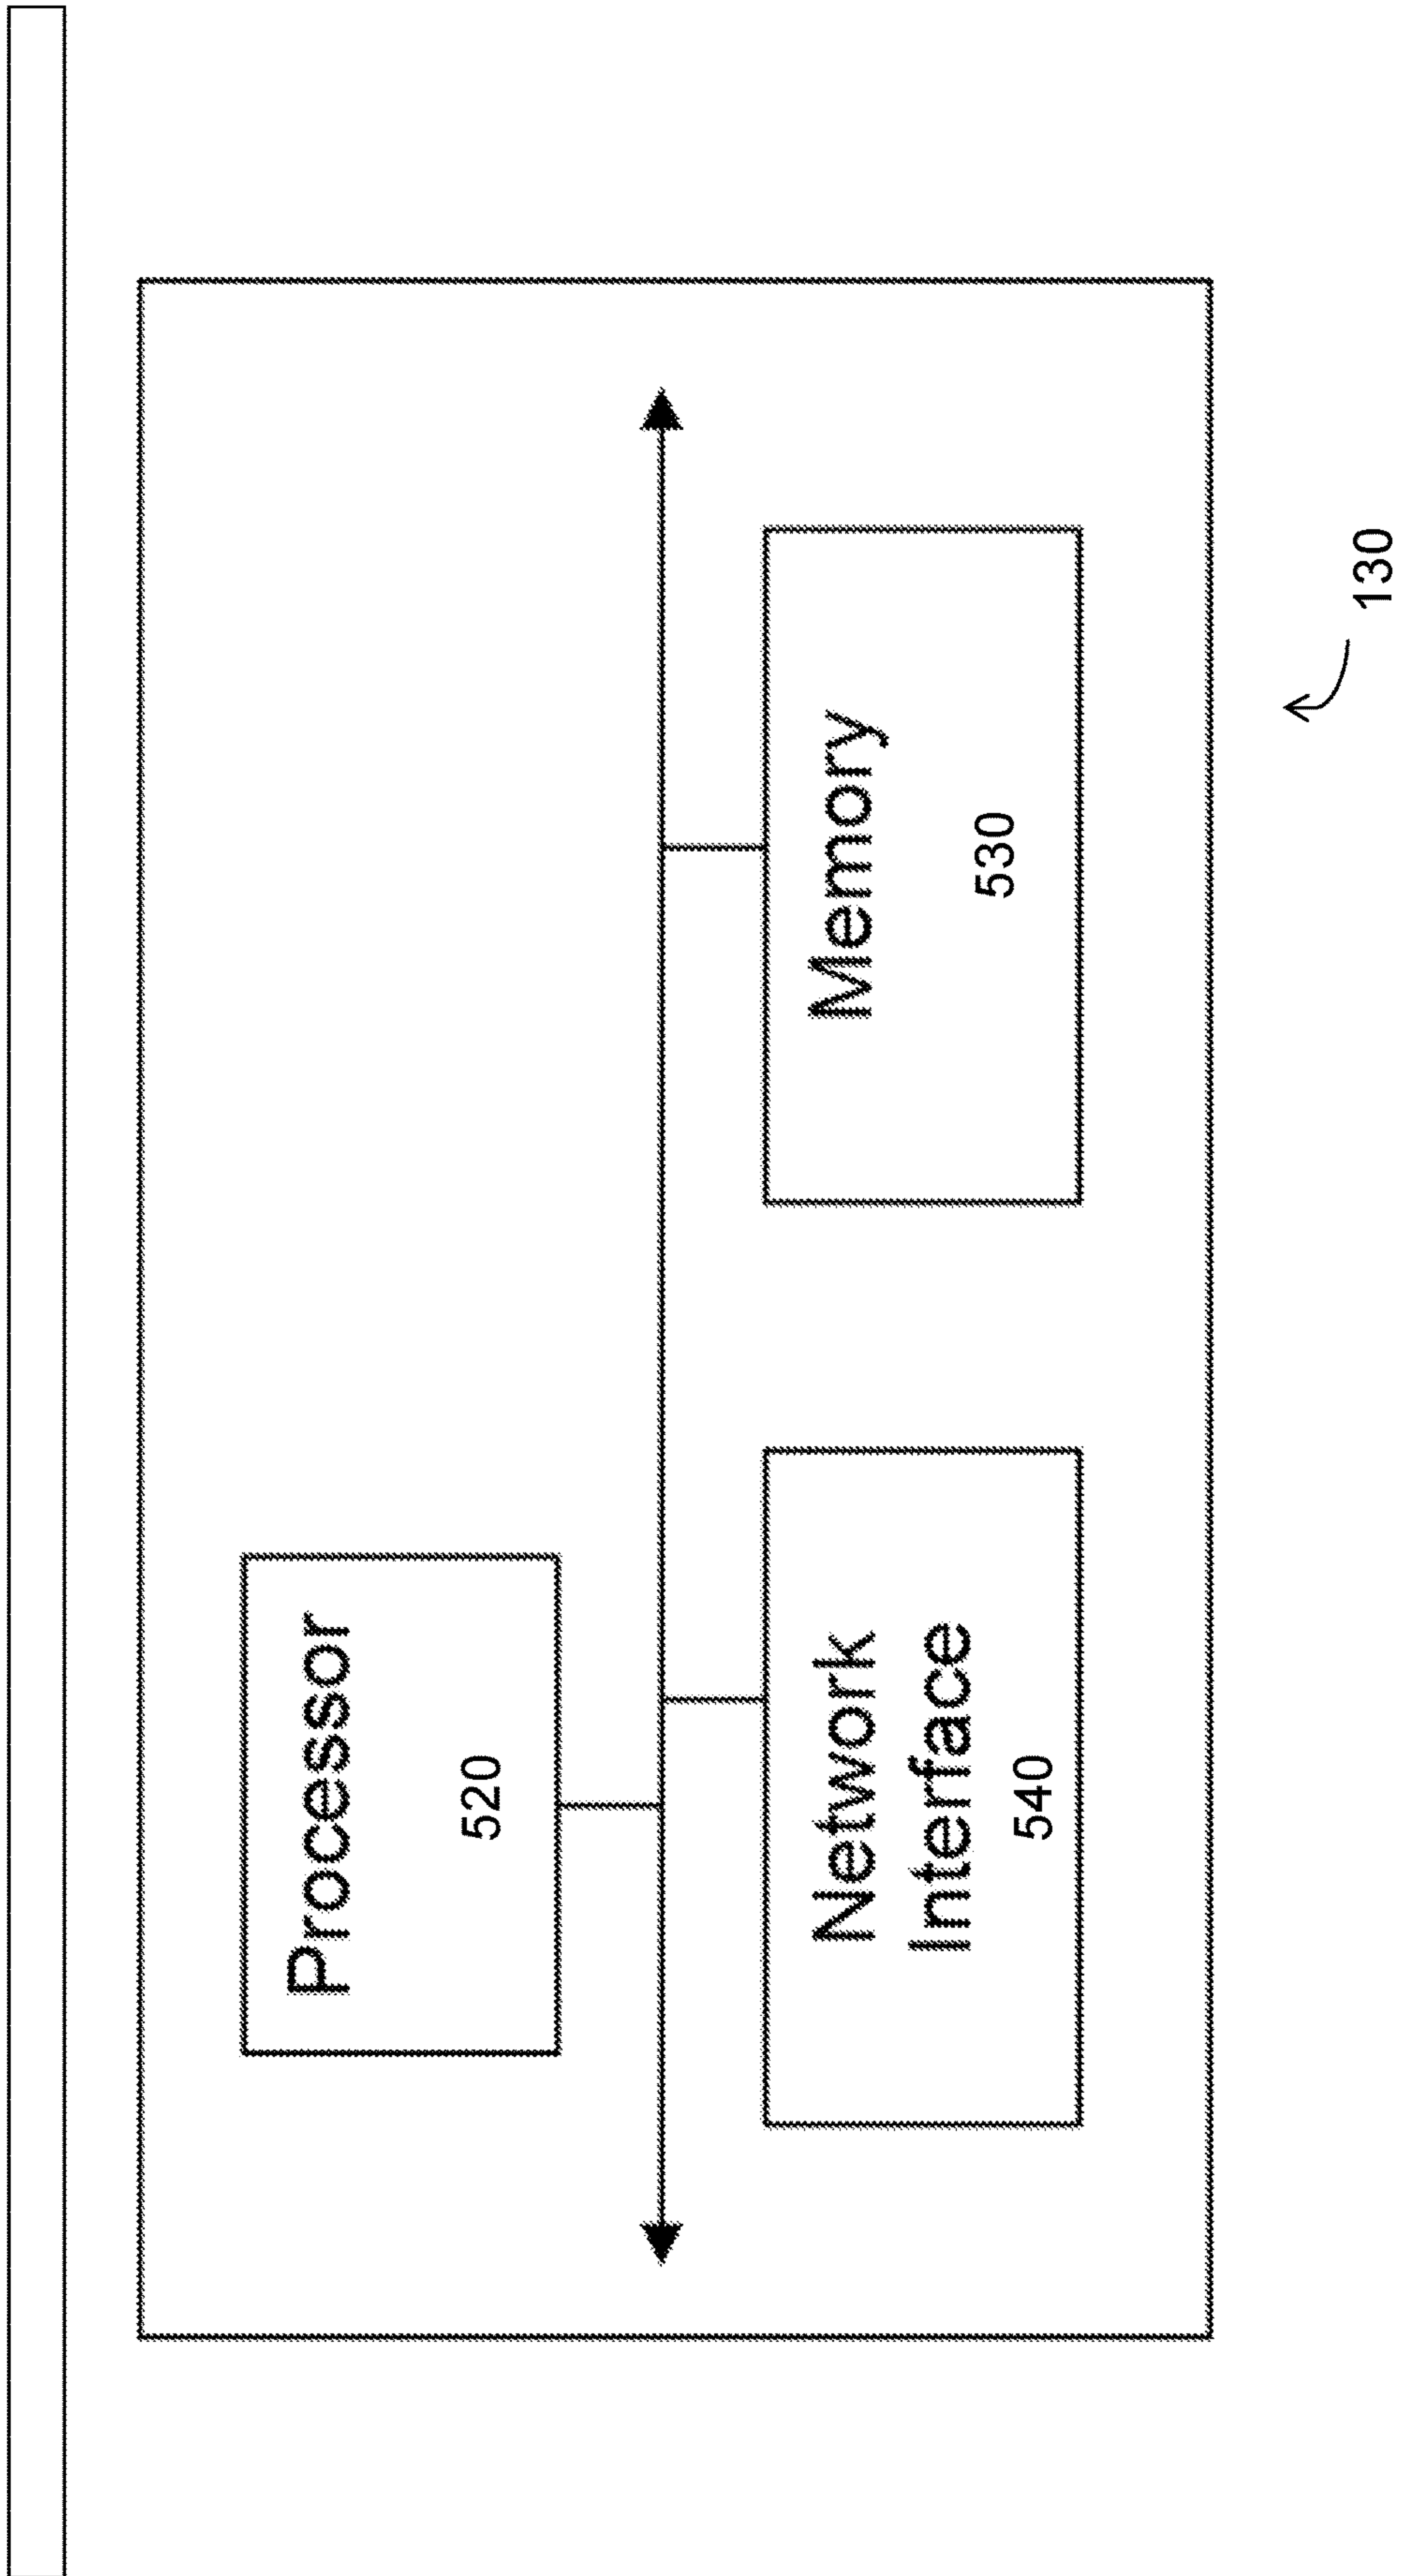 Processor
520
Network
Interface
540
Memory
530
130